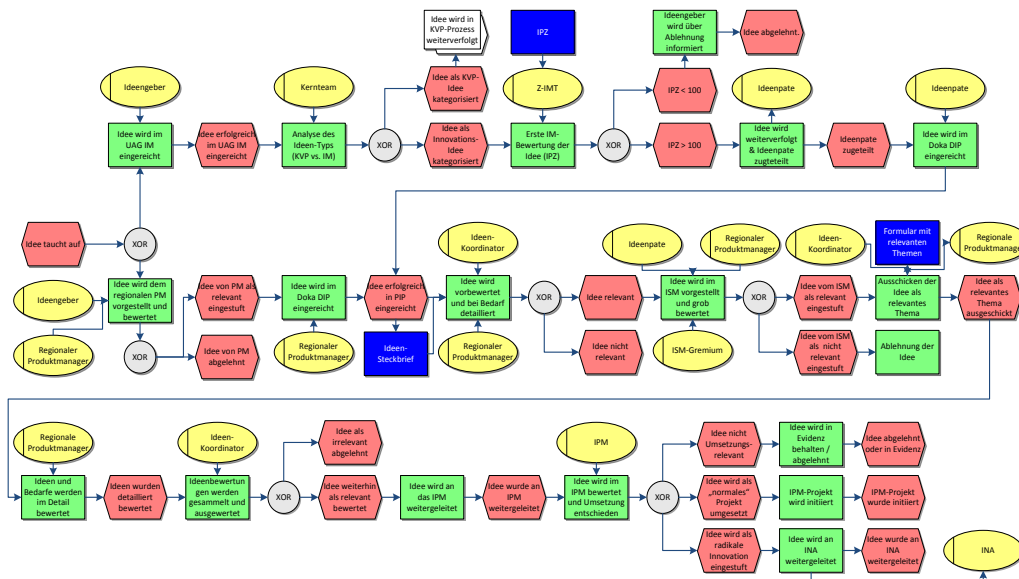 Idee wird in
KVP-Prozess
weiterverfolgt
IPZ
Ideengeber
wird über
Ablehnung
informiert
Idee abgelehnt.
Ideengeber
Kernteam
Idee als KVP-
Idee
kategorisiert
Z-IMT
IPZ < 100
Ideenpate
Ideenpate
Idee wird im
UAG IM
eingereicht
Idee erfolgreich
im UAG IM
eingereicht
Analyse des
Ideen-Typs
(KVP vs. IM)
XOR
Idee als
Innovations-
Idee
kategorisiert
Erste IM-
Bewertung der
Idee (IPZ)
XOR
IPZ > 100
Idee wird
weiterverfolgt
& Ideenpate
zugteteilt
Ideenpate
zugeteilt
Idee wird im
Doka DIP
eingereicht
Idee taucht auf
XOR
Ideen-
Koordinator
Ideenpate
Regionaler
Produktmanager
Ideen-
Koordinator
Formular mit
relevanten
Themen
Regionale
Produktmanager
Ideengeber
Idee wird dem
regionalen PM
vorgestellt und
bewertet
Idee von PM als
relevant
eingestuft
Idee wird im
Doka DIP
eingereicht
Idee erfolgreich
in PIP
eingereicht
Idee wird
vorbewertet
und bei Bedarf
detailliert
XOR
Idee relevant
Idee wird im
ISM vorgestellt
und grob
bewertet
XOR
Idee vom ISM
als relevant
eingestuft
Ausschicken der
Idee als
relevantes
Thema
Idee als
relevantes
Thema
ausgeschickt
Regionaler
Produktmanager
XOR
Idee von PM
abgelehnt
Regionaler
Produktmanager
Ideen-
Steckbrief
Regionaler
Produktmanager
Idee nicht
relevant
ISM-Gremium
Idee vom ISM
als nicht
relevant
eingestuft
Ablehnung der
Idee
Regionale
Produktmanager
Ideen-
Koordinator
Idee als
irrelevant
abgelehnt
IPM
Idee nicht
Umsetzungs-
relevant
Idee wird in
Evidenz
behalten /
abgelehnt
Idee abgelehnt
oder in Evidenz
Ideen und
Bedarfe werden
im Detail
bewertet
Ideen wurden
detailliert
bewertet
Ideenbewertun
gen werden
gesammelt und
ausgewertet
XOR
Idee weiterhin
als relevant
bewertet
Idee wird an
das IPM
weitergeleitet
Idee wurde an
IPM
weitergeleitet
Idee wird im
IPM bewertet
und Umsetzung
entschieden
XOR
Idee wird als
„normales"
Projekt
umgesetzt
IPM-Projekt
wird initiiert
IPM-Projekt
wurde initiiert
Idee wird als
radikale
Innovation
eingestuft
Idee wird an
INA
weitergeleitet
Idee wurde an
INA
weitergeleitet
INA